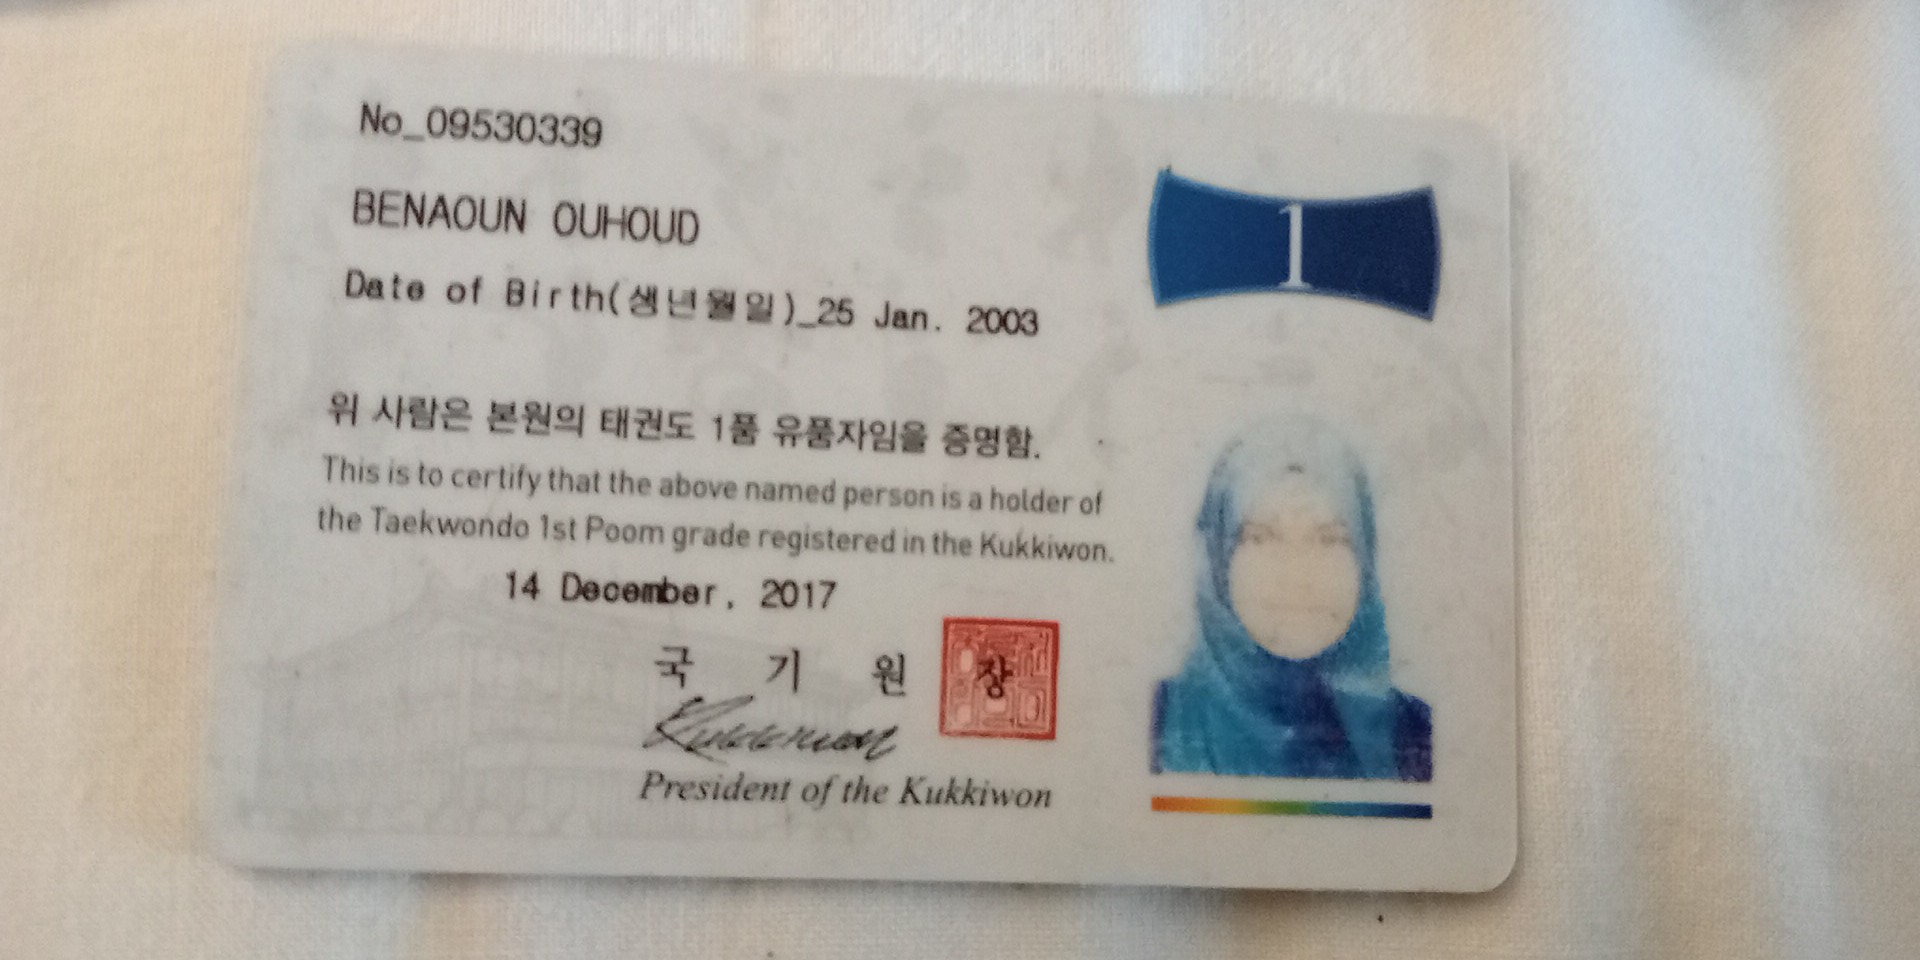 No_09530339
1
BENAOUN OUHOUD
Date of Birth(생년월일)_25 Jan. 2003
위 사람은 본원의 태권도 1품 유품자임을 증명함.
This is to certify that the above named person is a holder of
the Taekwondo 1st Poom grade registered in the Kukkiwon.
14 December, 2017
국 기 원 장
Kukkiwon
President of the Kukkiwon